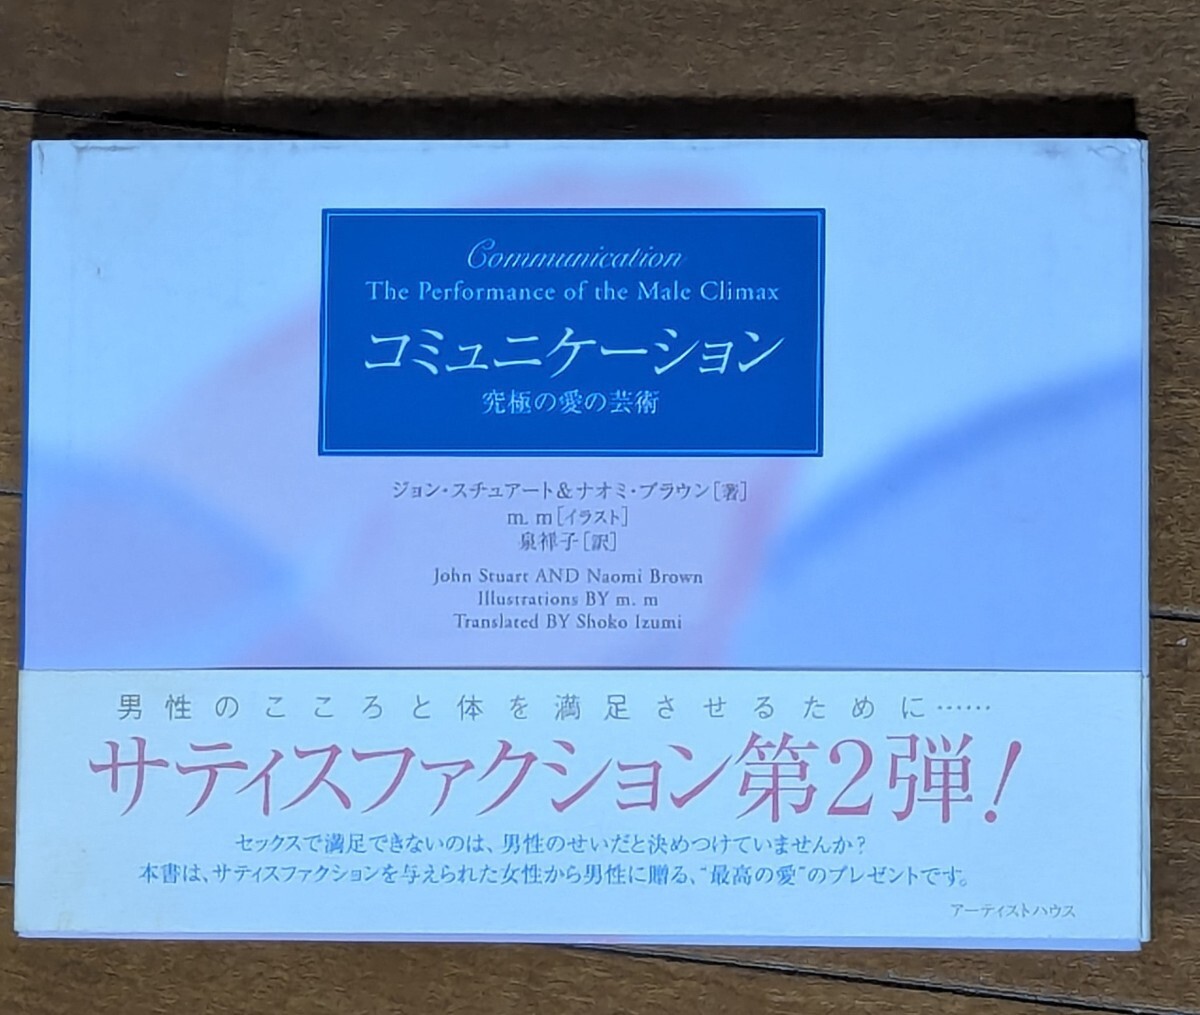 Communication
The Performance of the Male Climax
コミュニケーション
究極の愛の芸術
ジョン・スチュアート&ナオミ・ブラウン[著]
m. m[イラスト]
泉祥子[訳]
John Stuart AND Naomi Brown
Illustrations BY m. m
Translated BY Shoko Izumi
男性のこころと体を満足させるために……
サティスファクション第2弾!
セックスで満足できないのは、男性のせいだと決めつけていませんか?
本書は、サティスファクションを与えられた女性から男性に贈る、“最高の愛”のプレゼントです。
アーティストハウス